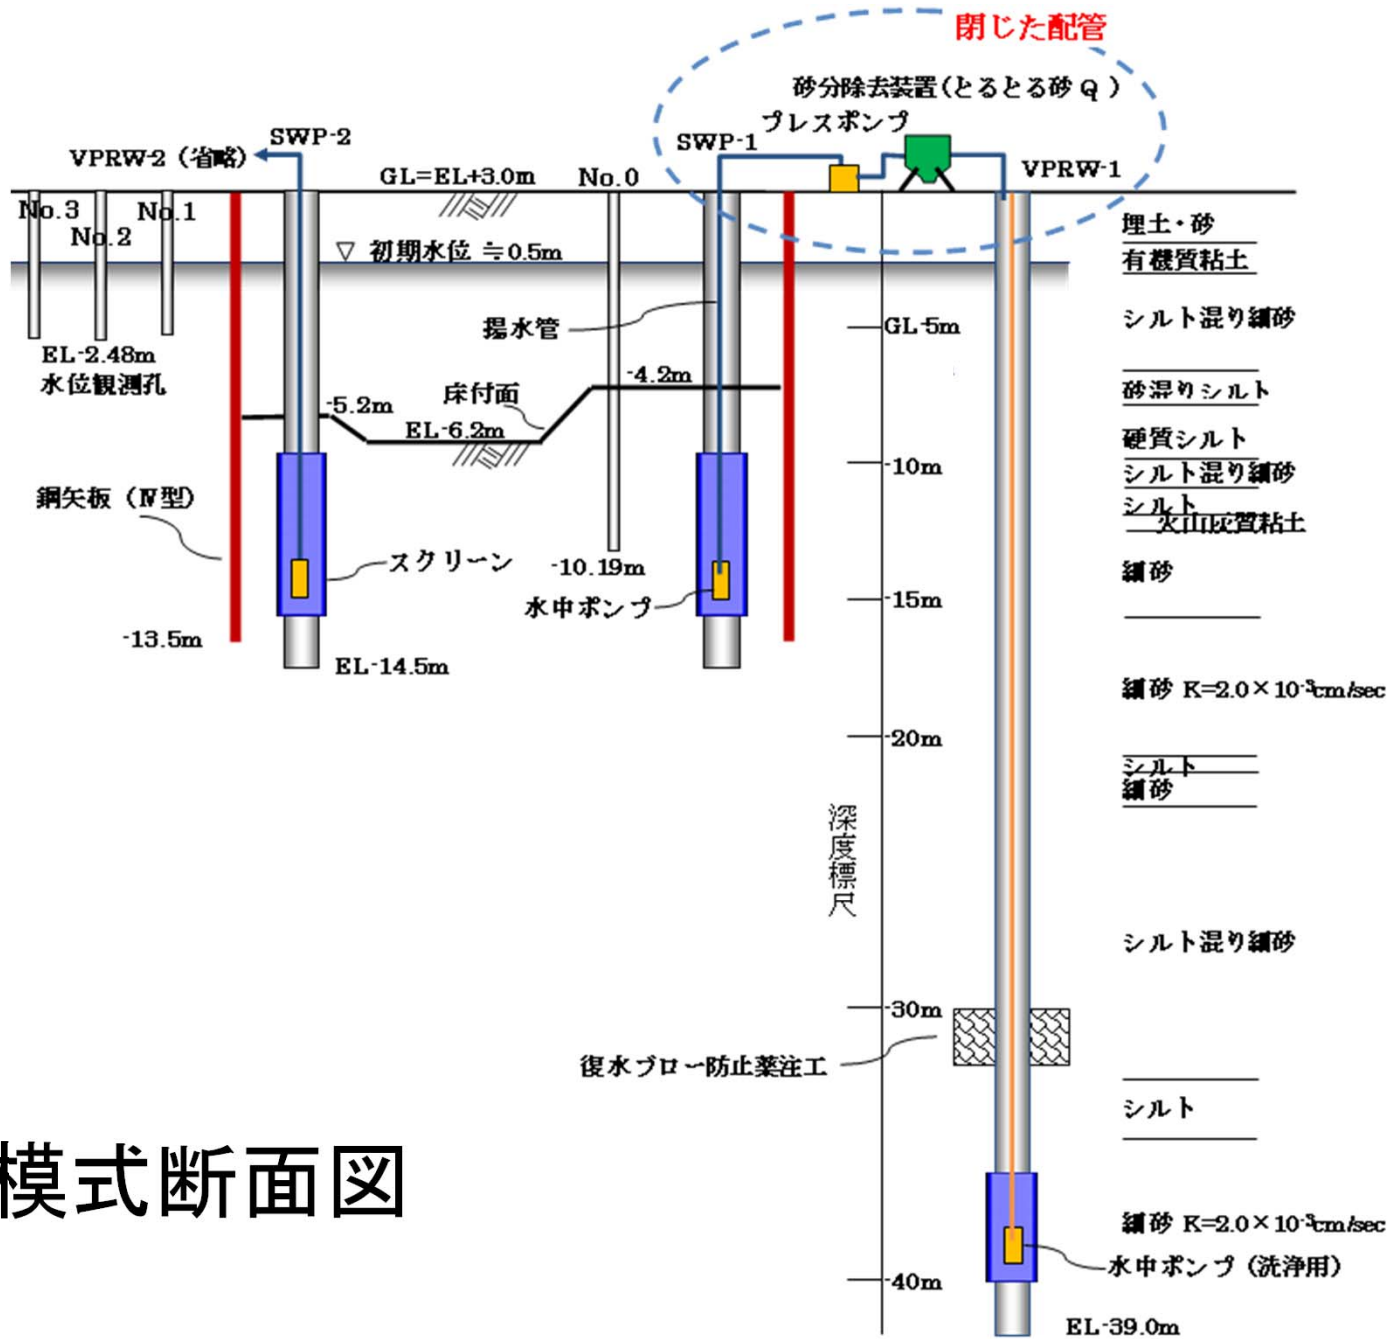 閉じた配管
砂分除去装置(とるとる砂Q)
プレスポンプ
SWP-2
SWP-1
VPRW-2(省略)
GL=EL+3.0m
No.0
VPRW-1
No.3
No.2
No.1
▽ 初期水位≒0.5m
埋土・砂
有機質粘土
揚水管
GL-5m
シルト混り細砂
EL-2.48m
水位観測孔
-5.2m
床付面
-4.2m
EL-6.2m
砂混りシルト
硬質シルト
-10m
シルト混り細砂
シルト
火山灰質粘土
鋼矢板(Ⅳ型)
スクリーン
-10.19m
水中ポンプ
-15m
細砂
-13.5m
EL-14.5m
細砂 K=2.0×10-3cm/sec
-20m
シルト
細砂
深度標尺
シルト混り細砂
-30m
復水ブロー防止薬注工
シルト
模式断面図
細砂 K=2.0×10-3cm/sec
水中ポンプ(洗浄用)
-40m
EL-39.0m